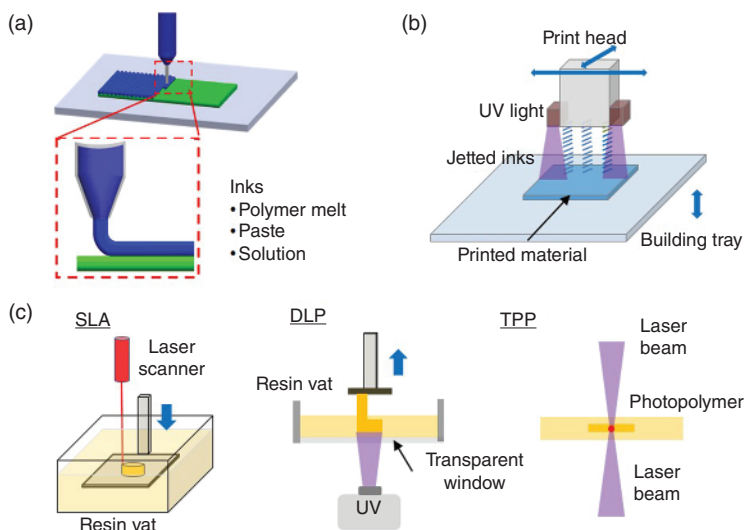 (a)
Inks
•Polymer melt
•Paste
•Solution
(b)
Print head
UV light
Jetted inks
Printed material
Building tray
(c)
SLA
Laser
scanner
Resin vat
DLP
Resin vat
Transparent
window
UV
TPP
Laser
beam
Photopolymer
Laser
beam